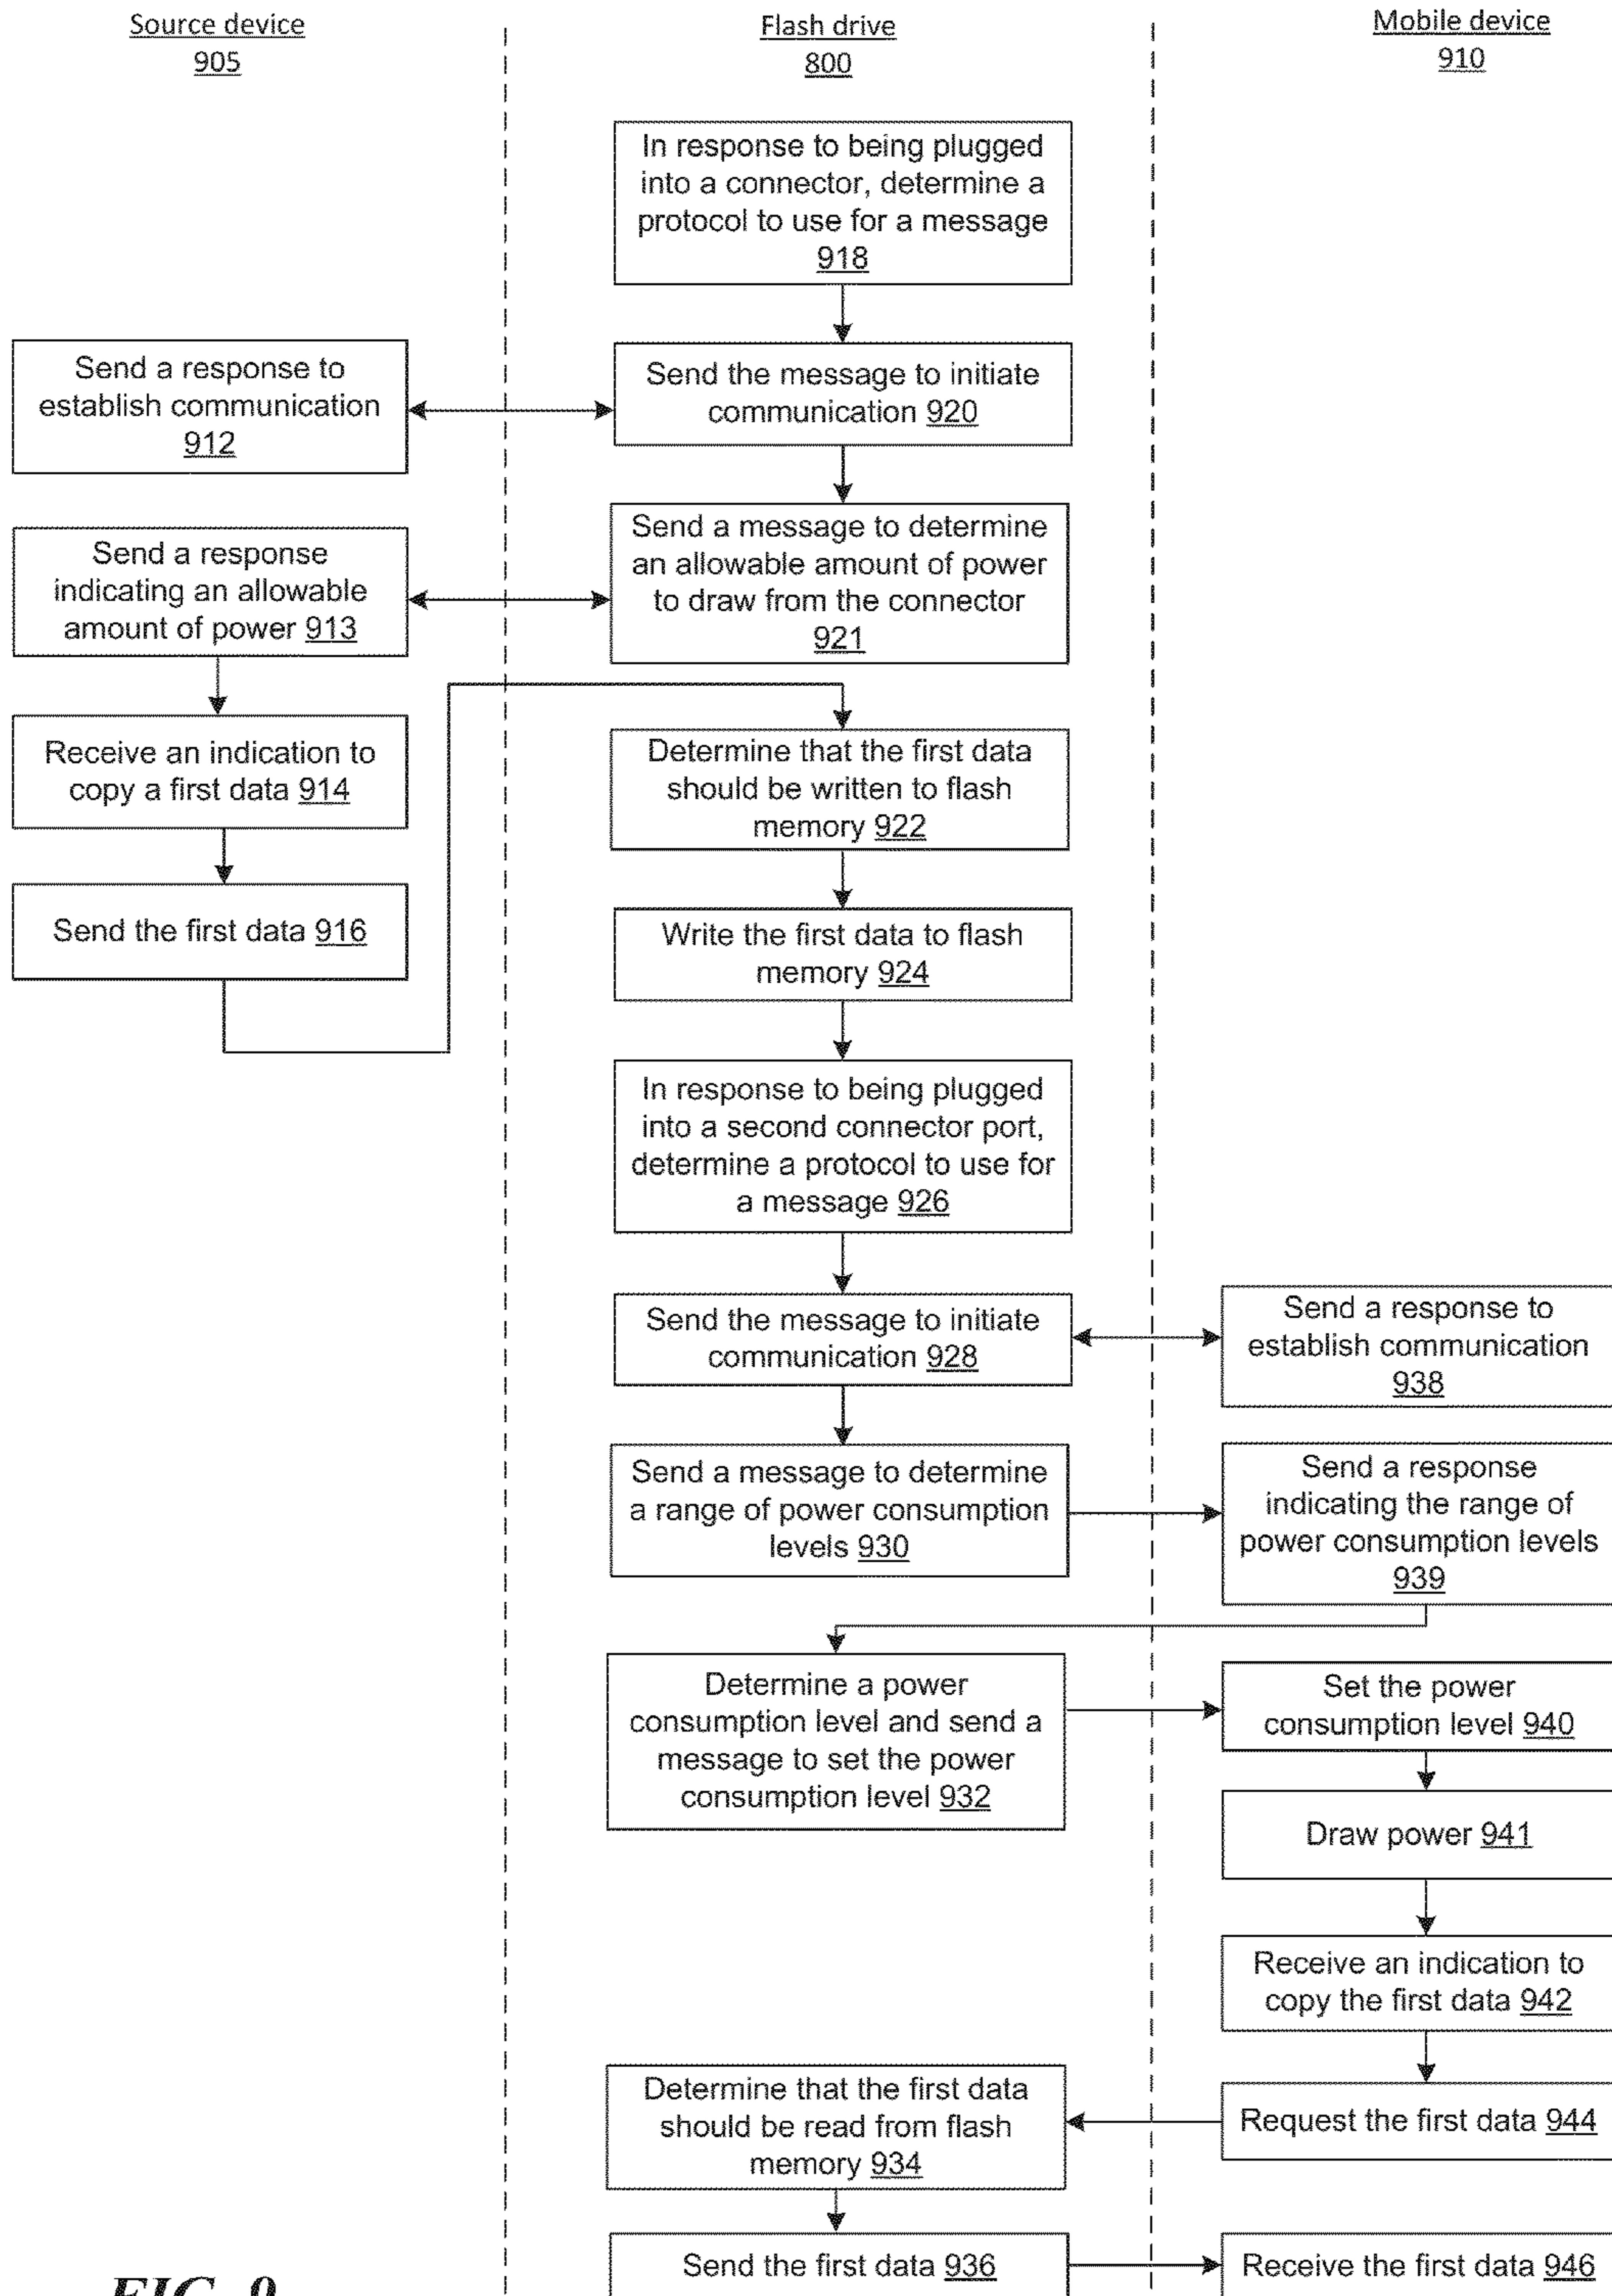 Source device
905
Flash drive
800
Mobile device
910
In response to being plugged
into a connector, determine a
protocol to use for a message
918
Send a response to
establish communication
912
Send the message to initiate
communication 920
Send a response
indicating an allowable
amount of power 913
Send a message to determine
an allowable amount of power
to draw from the connector
921
Receive an indication to
copy a first data 914
Determine that the first data
should be written to flash
memory 922
Send the first data 916
Write the first data to flash
memory 924
In response to being plugged
into a second connector port,
determine a protocol to use for
a message 926
Send the message to initiate
communication 928
Send a response to
establish communication
938
Send a message to determine
a range of power consumption
levels 930
Send a response
indicating the range of
power consumption levels
939
Determine a power
consumption level and send a
message to set the power
consumption level 932
Set the power
consumption level 940
Draw power 941
Receive an indication to
copy the first data 942
Determine that the first data
should be read from flash
memory 934
Request the first data 944
Send the first data 936
Receive the first data 946
FIG. 9